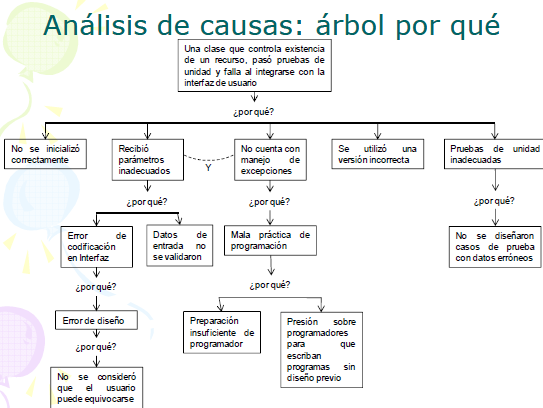 Análisis de causas: árbol por qué
Una clase que controla existencia
de un recurso, pasó pruebas de
unidad y falla al integrarse con la
interfaz de usuario
¿por qué?
No se inicializó
correctamente
Recibió
parámetros
inadecuados
Y
No cuenta con
manejo de
excepciones
Se utilizó una
versión incorrecta
Pruebas de unidad
inadecuadas
¿por qué?
¿por qué?
¿por qué?
Error de
codificación
en Interfaz
Datos de
entrada no
se validaron
Mala práctica de
programación
No se diseñaron
casos de prueba
con datos erróneos
¿por qué?
¿por qué?
Error de diseño
Preparación
insuficiente de
programador
Presión sobre
programadores
para que
escriban
programas sin
diseño previo
¿por qué?
No se consideró
que el usuario
puede equivocarse